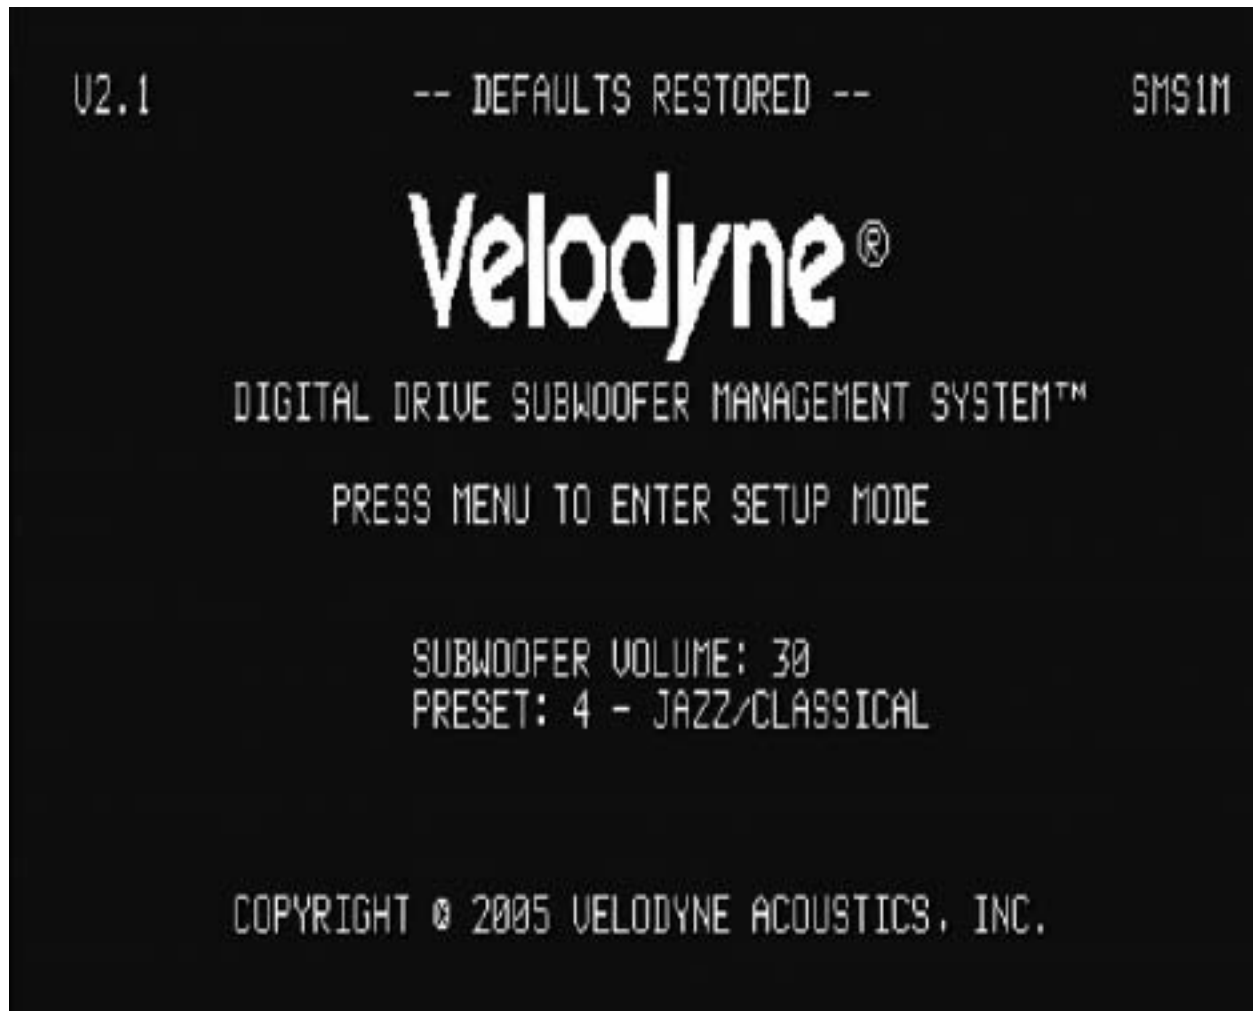 V2.1 -- DEFAULTS RESTORED -- SMS1M
Velodyne®
DIGITAL DRIVE SUBWOOFER MANAGEMENT SYSTEM™
PRESS MENU TO ENTER SETUP MODE
SUBWOOFER VOLUME: 30
PRESET: 4 - JAZZ/CLASSICAL
COPYRIGHT © 2005 VELODYNE ACOUSTICS, INC.